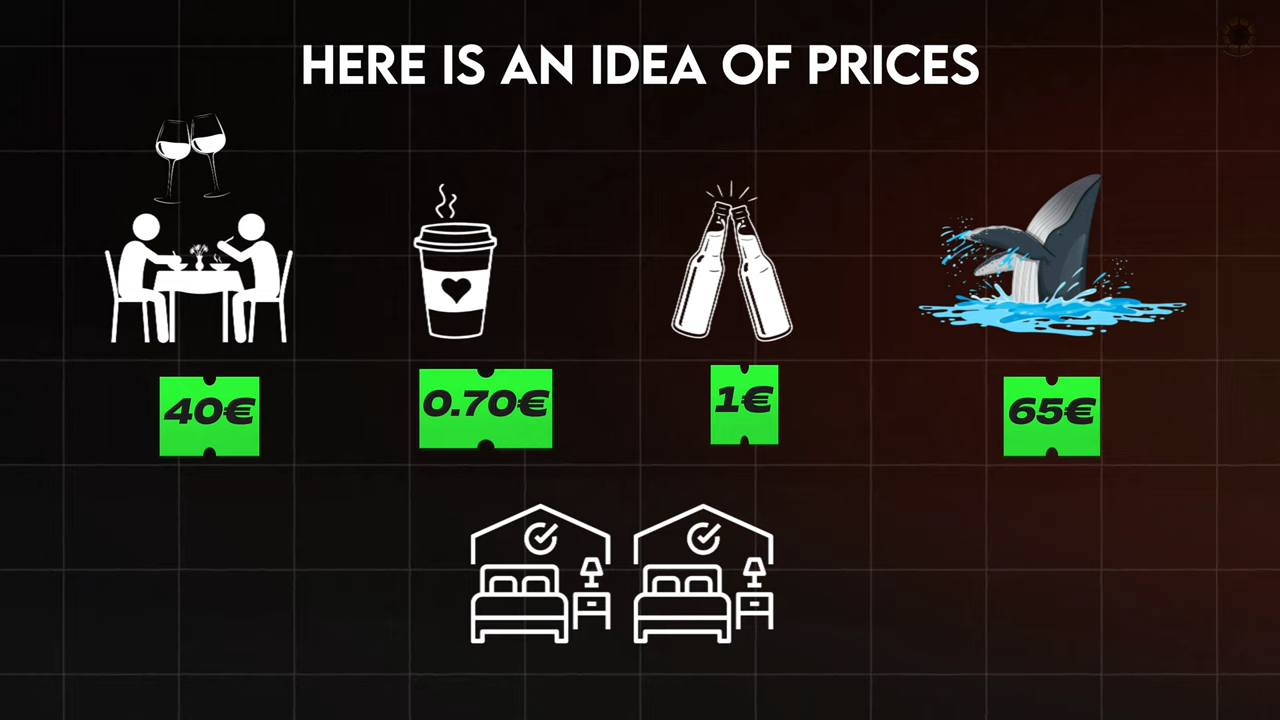 HERE IS AN IDEA OF PRICES
40€
0.70€
1€
65€